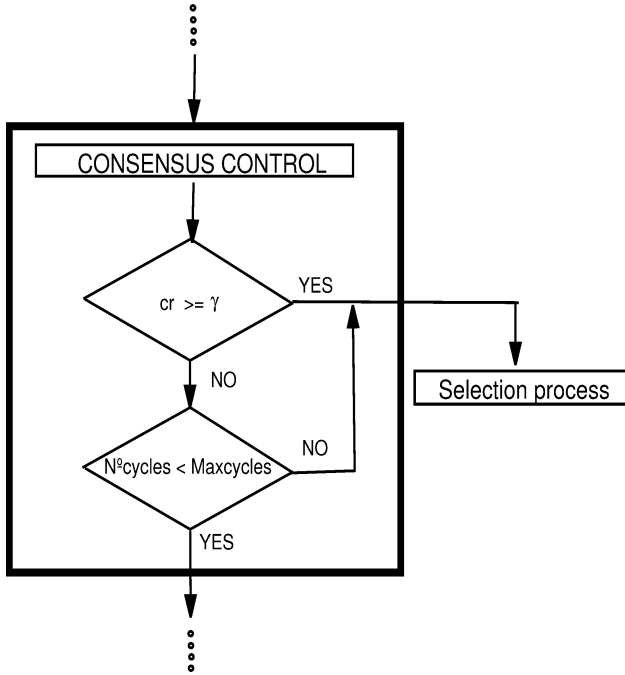 CONSENSUS CONTROL
YES
cr >= γ
NO
Selection process
NO
Nºcycles < Maxcycles
YES